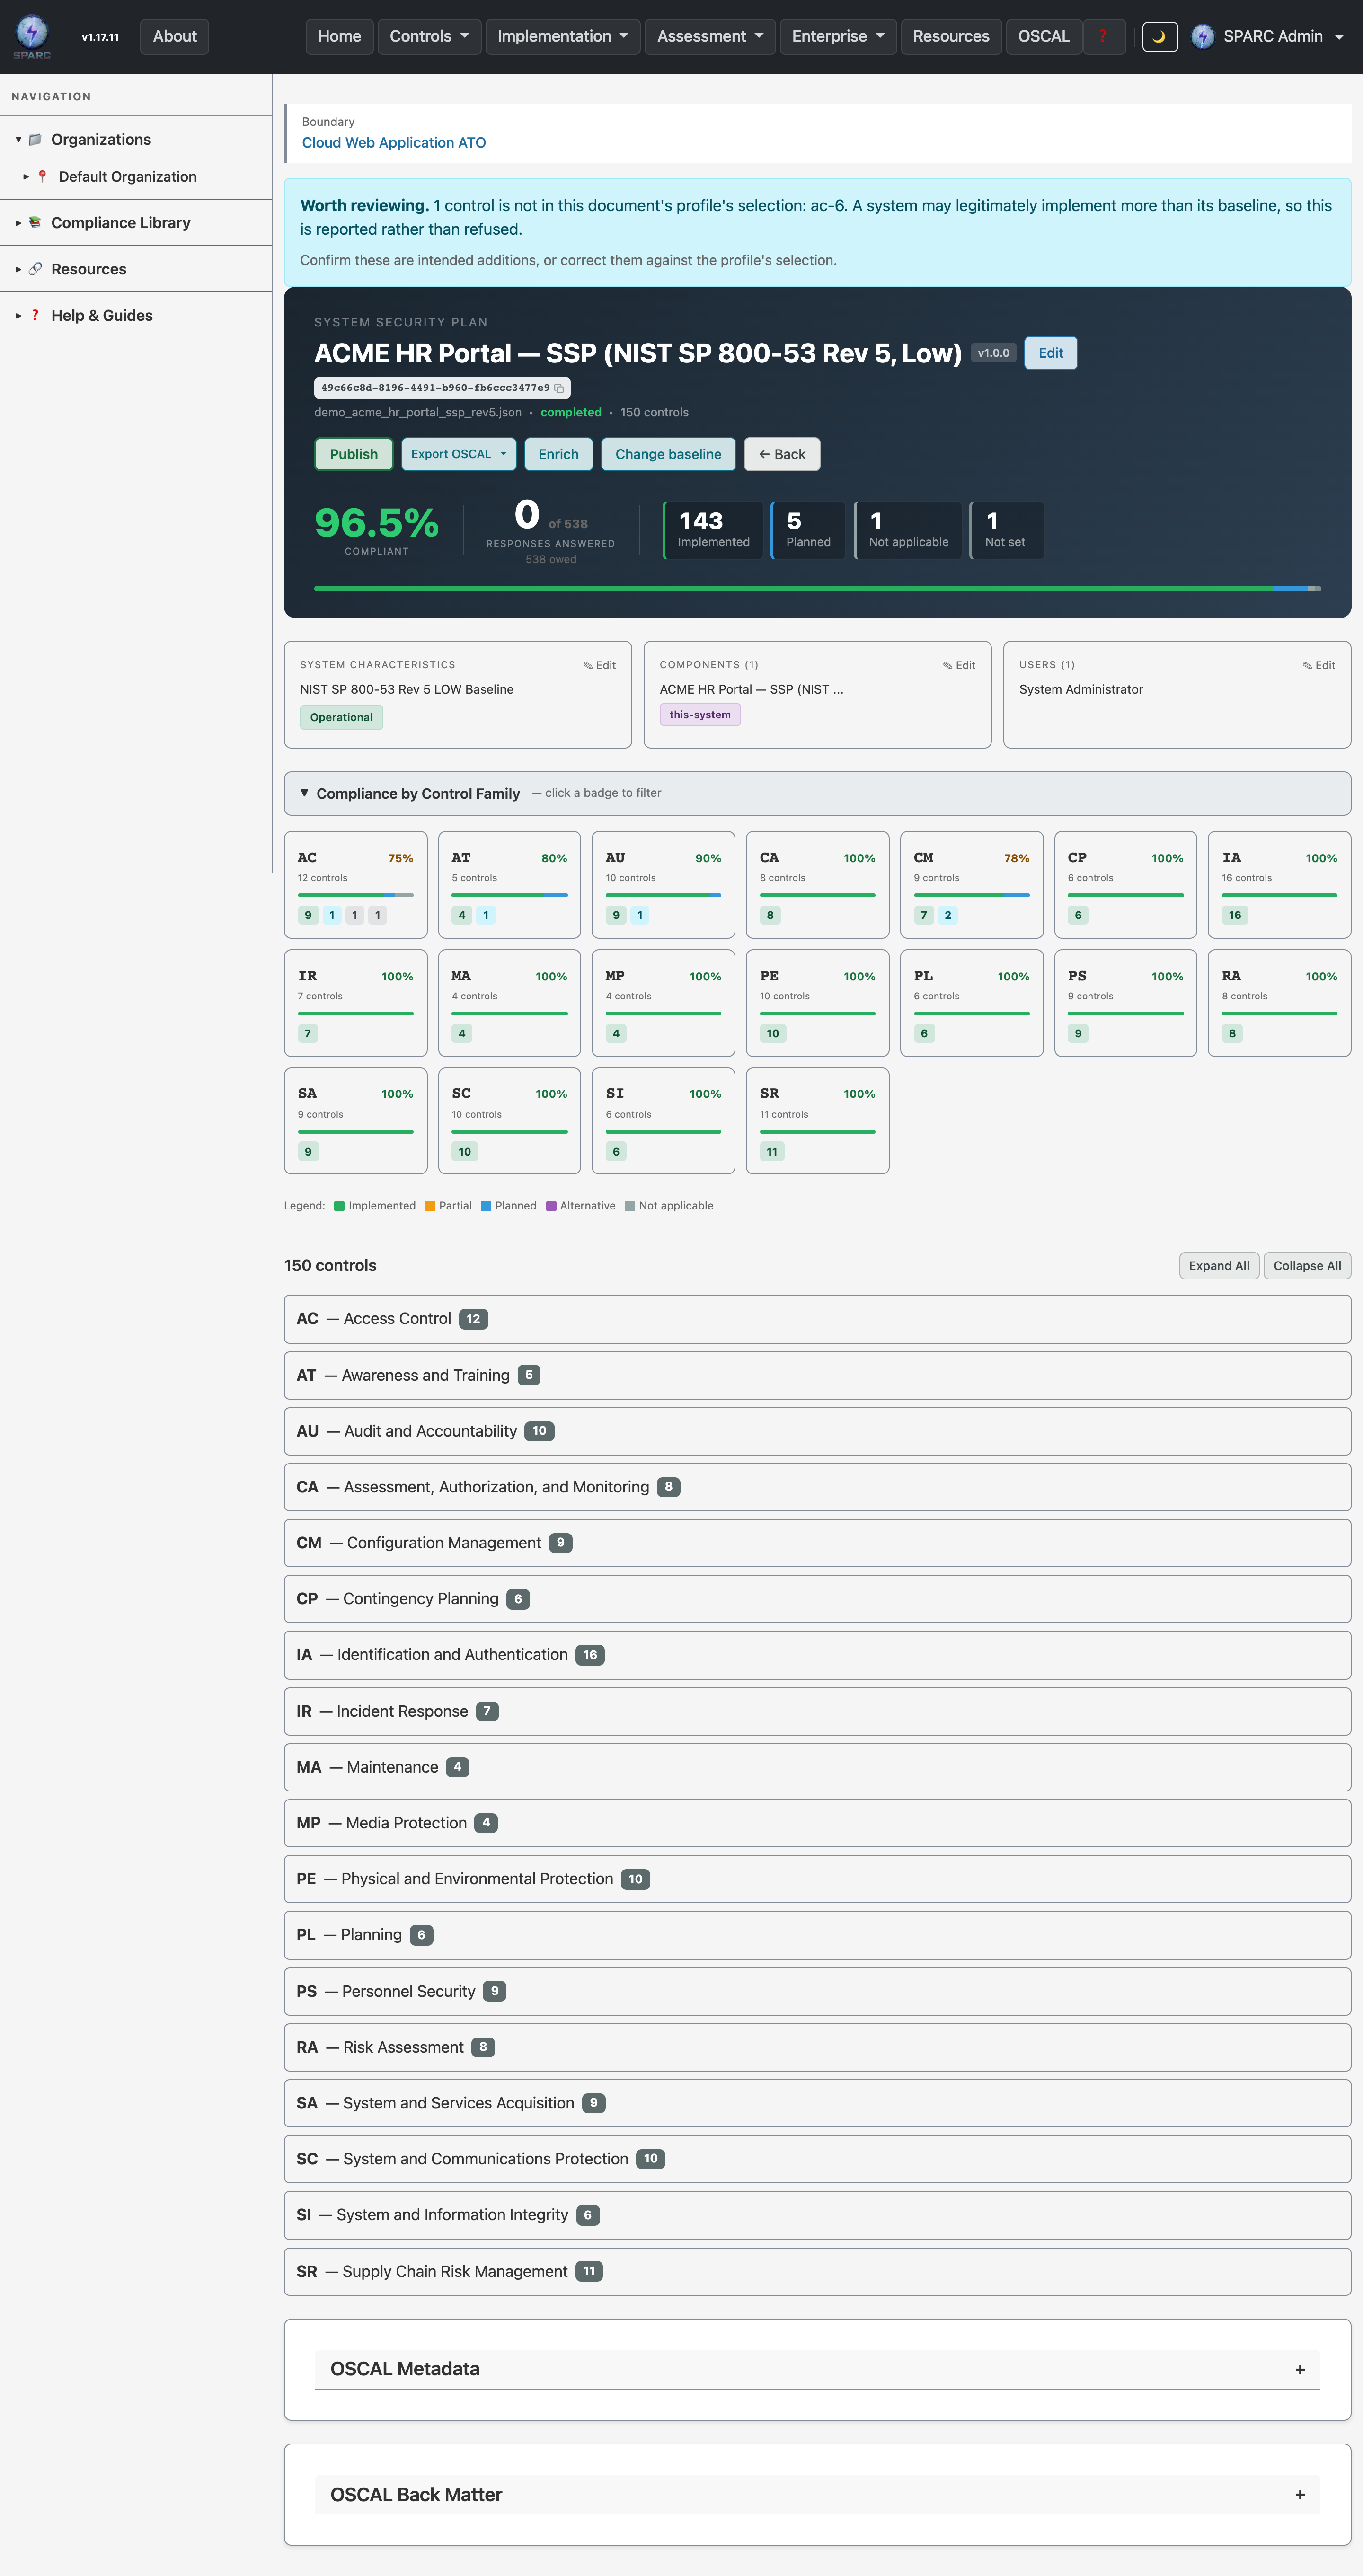 SPARC
v1.17.11
About
Home
Controls
Implementation
Assessment
Enterprise
Resources
OSCAL
SPARC Admin
NAVIGATION
Organizations
Default Organization
Compliance Library
Resources
Help & Guides
Boundary
Cloud Web Application ATO
Worth reviewing. 1 control is not in this document's profile's selection: ac-6. A system may legitimately implement more than its baseline, so this
is reported rather than refused.
Confirm these are intended additions, or correct them against the profile's selection.
SYSTEM SECURITY PLAN
ACME HR Portal — SSP (NIST SP 800-53 Rev 5, Low) v1.0.0 Edit
49c66c8d-8196-4491-b960-fb6ccc3477e9
demo_acme_hr_portal_ssp_rev5.json • completed • 150 controls
Publish
Export OSCAL
Enrich
Change baseline
← Back
96.5%
COMPLIANT
0 of 538
RESPONSES ANSWERED
538 owed
143
Implemented
5
Planned
1
Not applicable
1
Not set
SYSTEM CHARACTERISTICS
✎ Edit
NIST SP 800-53 Rev 5 LOW Baseline
Operational
COMPONENTS (1)
✎ Edit
ACME HR Portal — SSP (NIST ...
this-system
USERS (1)
✎ Edit
System Administrator
▼ Compliance by Control Family — click a badge to filter
AC 75%
12 controls
9 1 1 1
AT 80%
5 controls
4 1
AU 90%
10 controls
9 1
CA 100%
8 controls
8
CM 78%
9 controls
7 2
CP 100%
6 controls
6
IA 100%
16 controls
16
IR 100%
7 controls
7
MA 100%
4 controls
4
MP 100%
4 controls
4
PE 100%
10 controls
10
PL 100%
6 controls
6
PS 100%
9 controls
9
RA 100%
8 controls
8
SA 100%
9 controls
9
SC 100%
10 controls
10
SI 100%
6 controls
6
SR 100%
11 controls
11
Legend: Implemented Partial Planned Alternative Not applicable
150 controls
Expand All
Collapse All
AC — Access Control 12
AT — Awareness and Training 5
AU — Audit and Accountability 10
CA — Assessment, Authorization, and Monitoring 8
CM — Configuration Management 9
CP — Contingency Planning 6
IA — Identification and Authentication 16
IR — Incident Response 7
MA — Maintenance 4
MP — Media Protection 4
PE — Physical and Environmental Protection 10
PL — Planning 6
PS — Personnel Security 9
RA — Risk Assessment 8
SA — System and Services Acquisition 9
SC — System and Communications Protection 10
SI — System and Information Integrity 6
SR — Supply Chain Risk Management 11
OSCAL Metadata +
OSCAL Back Matter +